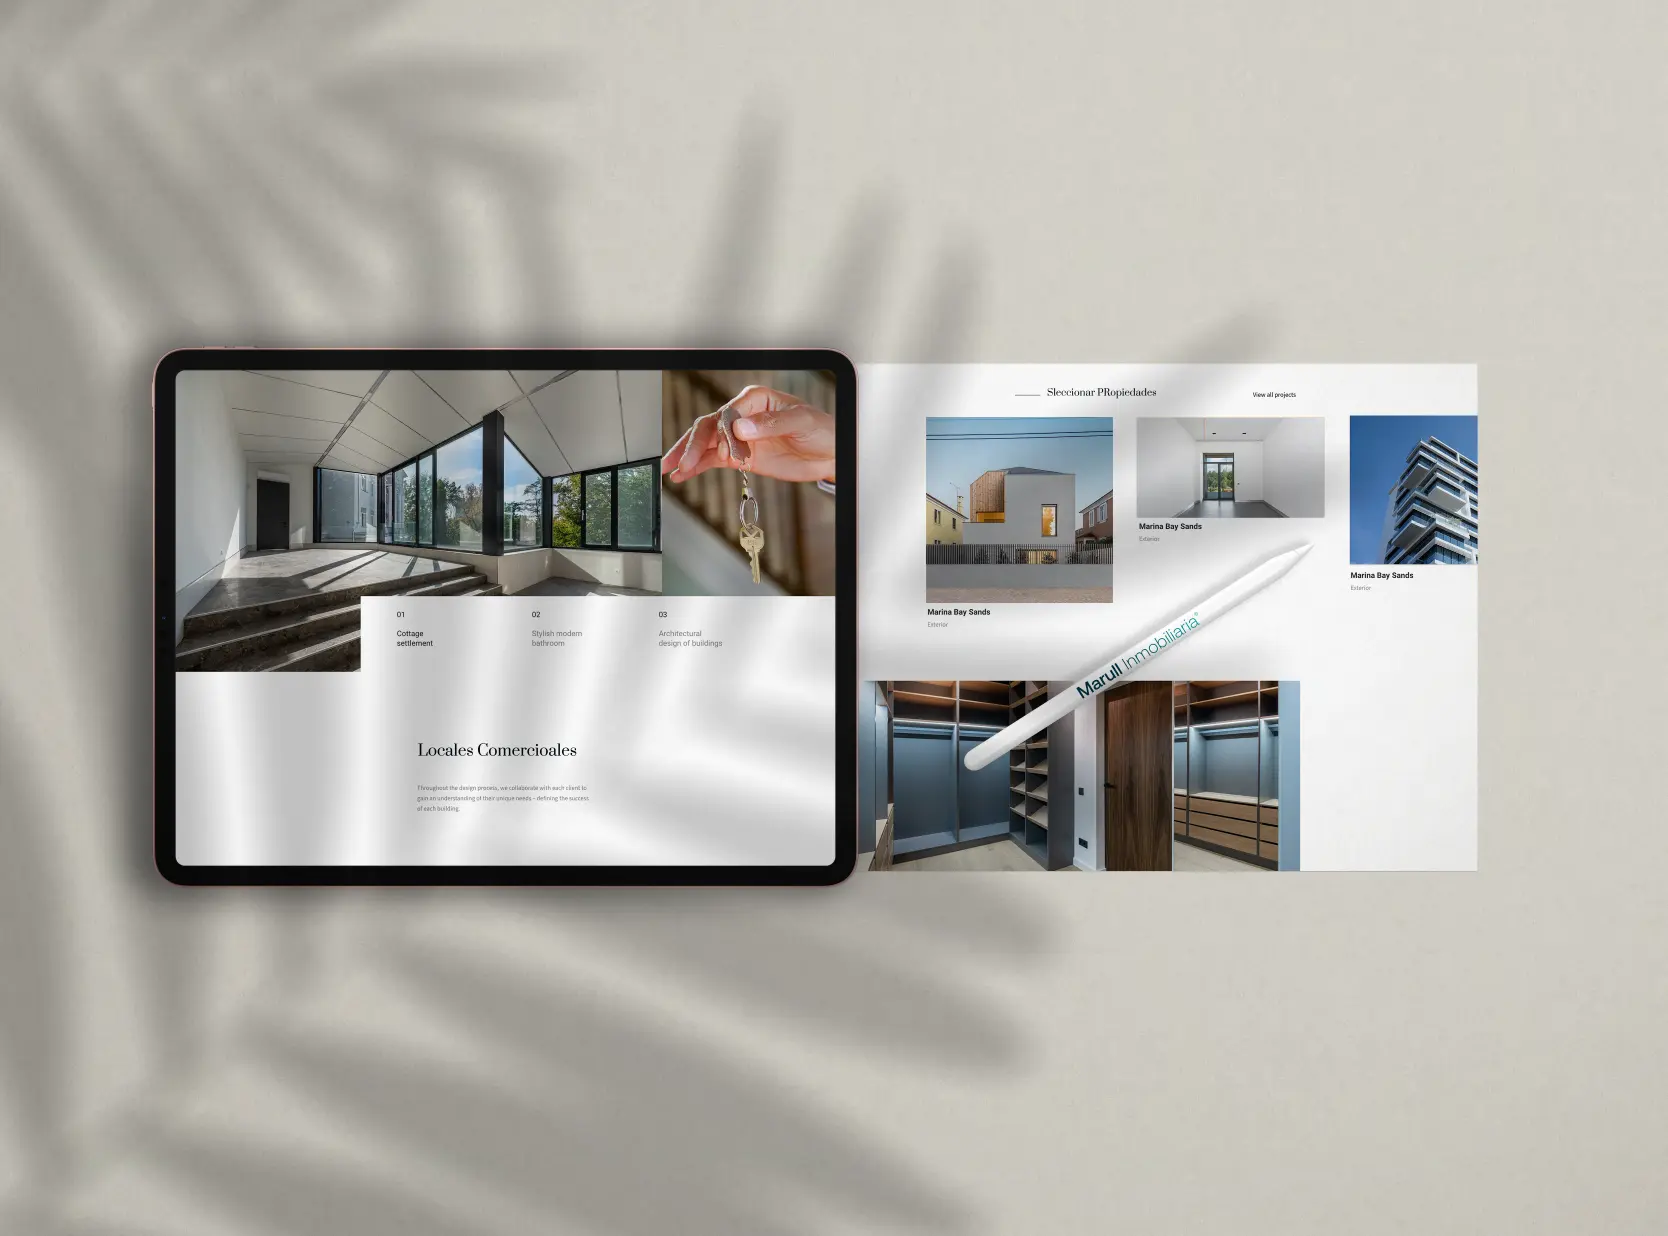 01
Cottage
settlement
02
Stylish modern
bathroom
03
Architectural
design of buildings
Locales Comercioales
Throughout the design process, we collaborate with each client to
gain an understanding of their unique needs - defining the success
of each building.
Sleccionar PRopiedades
View all projects
Marina Bay Sands
Exterior
Marina Bay Sands
Exterior
Marina Bay Sands
Exterior
Marull Inmobiliaria®